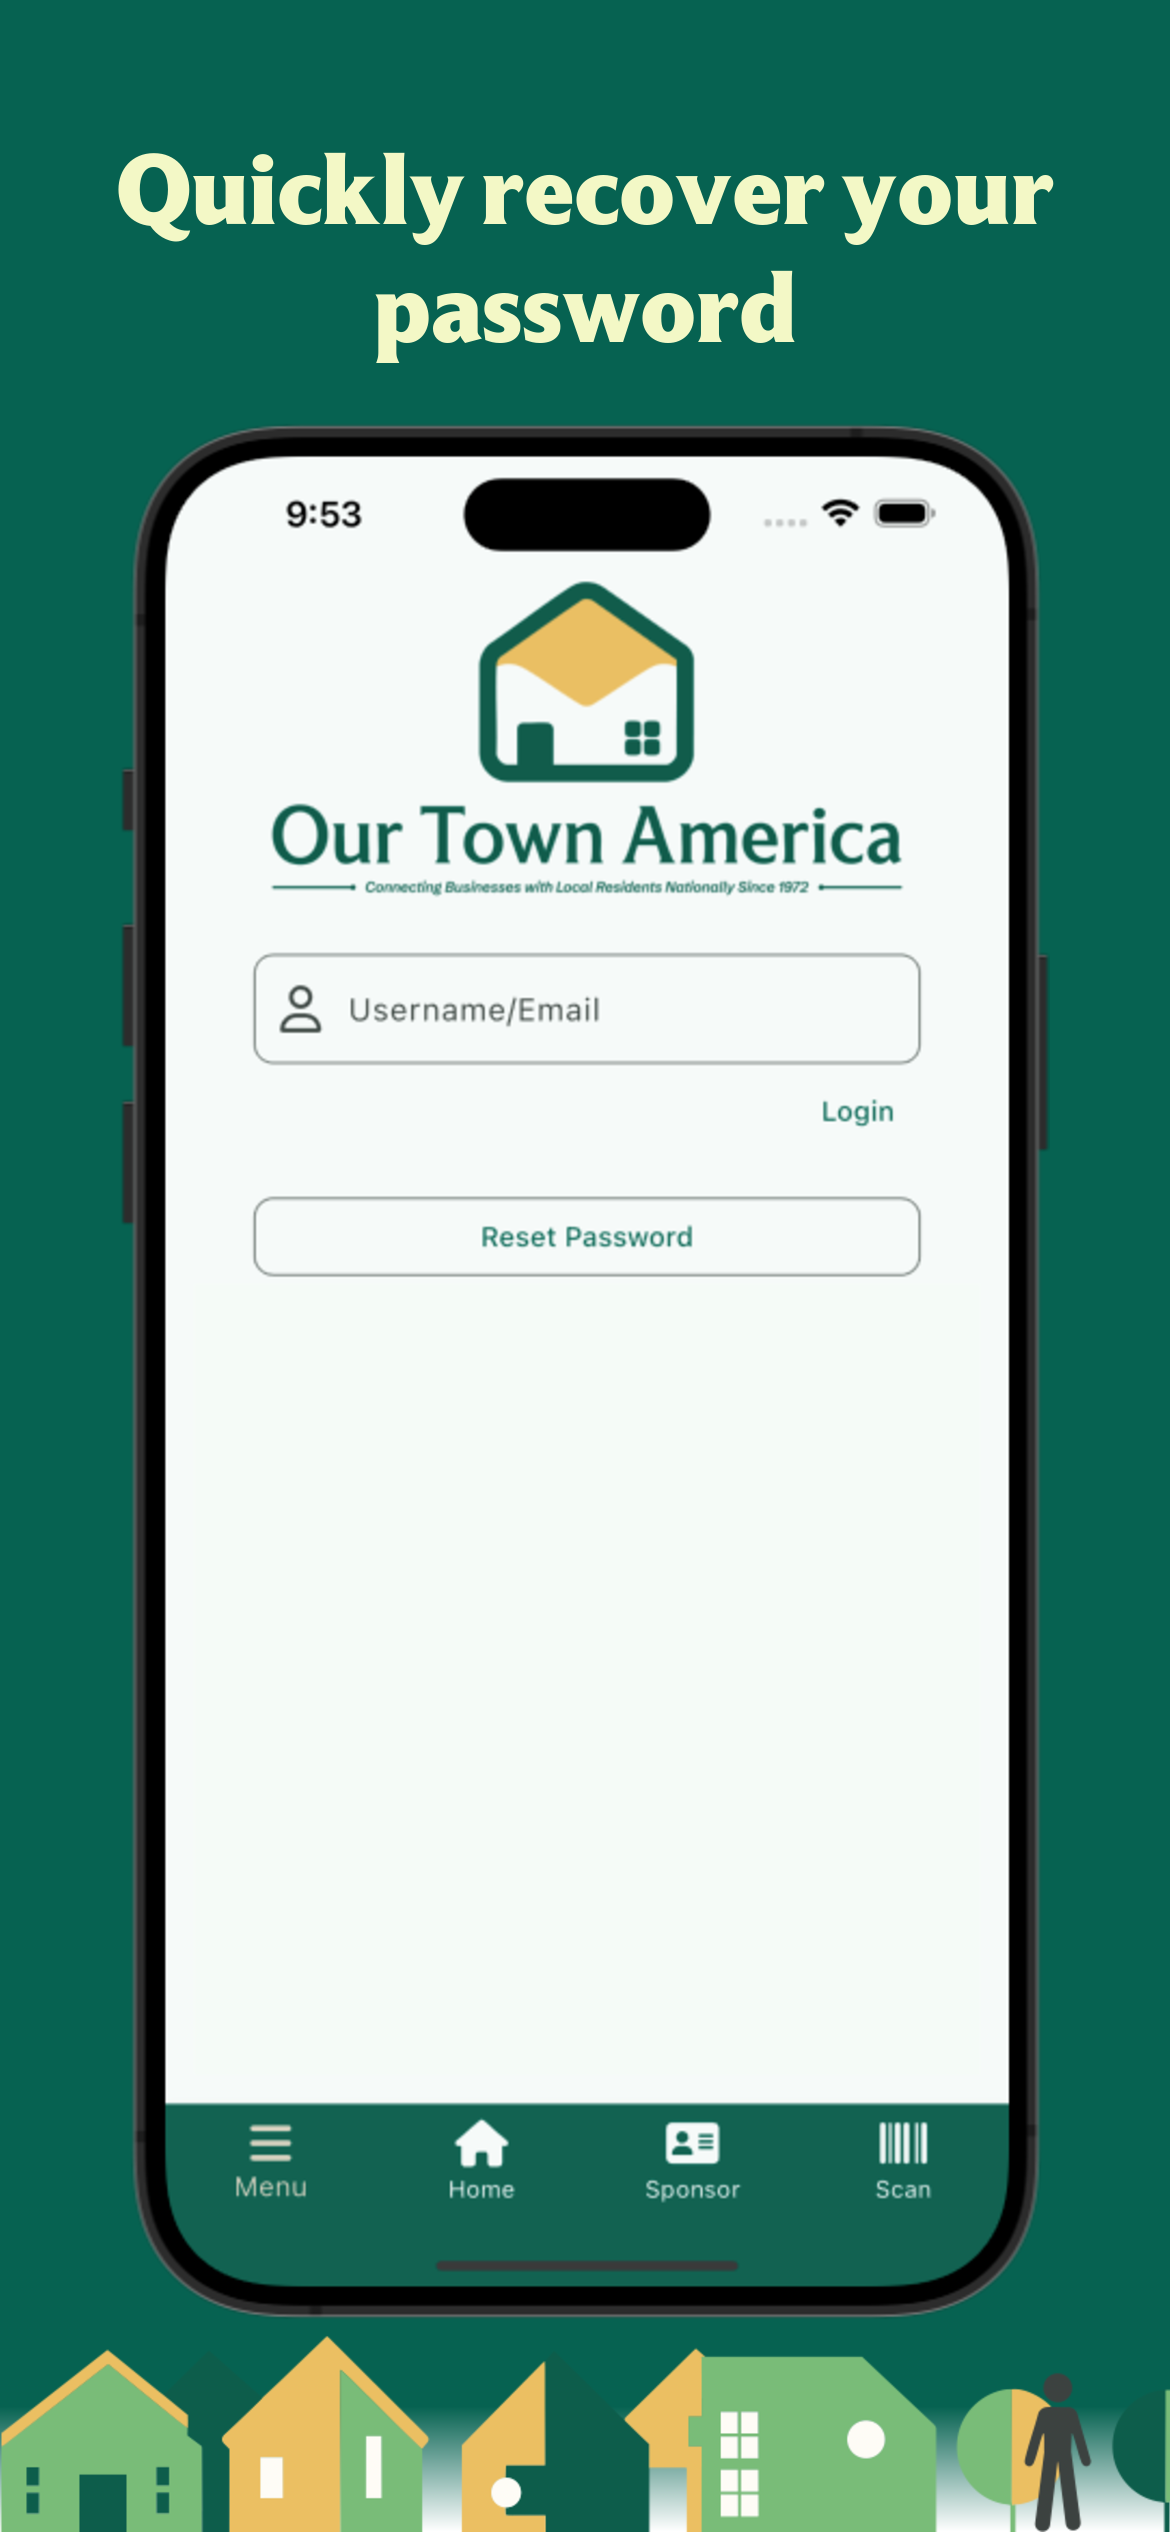 Quickly recover your
password
9:53
Our Town America
Connecting Businesses with Local Residents Nationally Since 1972
Username/Email
Login
Reset Password
Menu
Home
Sponsor
Scan